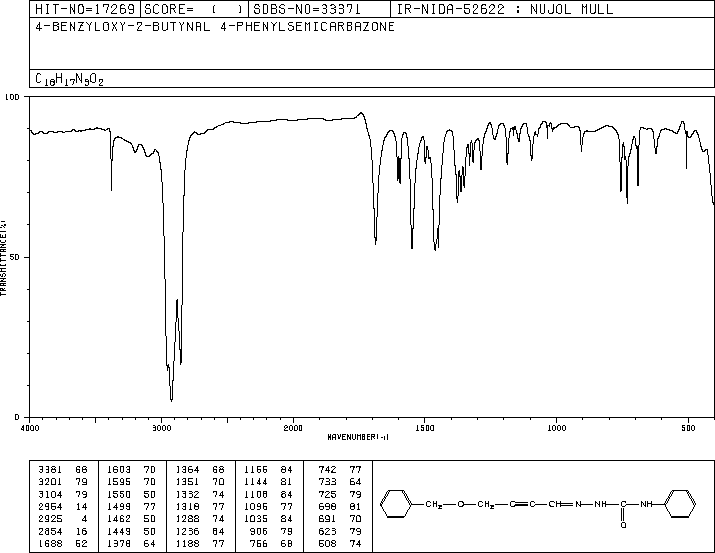 HIT-NO=17269 SCORE= ( ) SDBS-NO=33371 IR-NIDA-52622 : NUJOL MULL
4-BENZYLOXY-2-BUTYNAL 4-PHENYLSEMICARBAZONE
C18H17N3O2
100
50
0
TRANSMITTANCE(%)
4000 3000 2000 1500 1000 500
WAVENUMBER(-1)
3381 68 1603 70 1364 68 1166 84 742 77
3201 79 1595 70 1351 70 1144 81 733 64
3104 79 1550 50 1332 74 1108 84 725 79
2954 14 1499 77 1318 77 1096 77 698 81
2925 4 1462 50 1288 74 1035 84 691 70
2854 16 1449 50 1236 84 906 79 623 79
1688 52 1378 64 1188 77 756 68 508 74
CH2 O CH2 C C CH N NH C NH
O